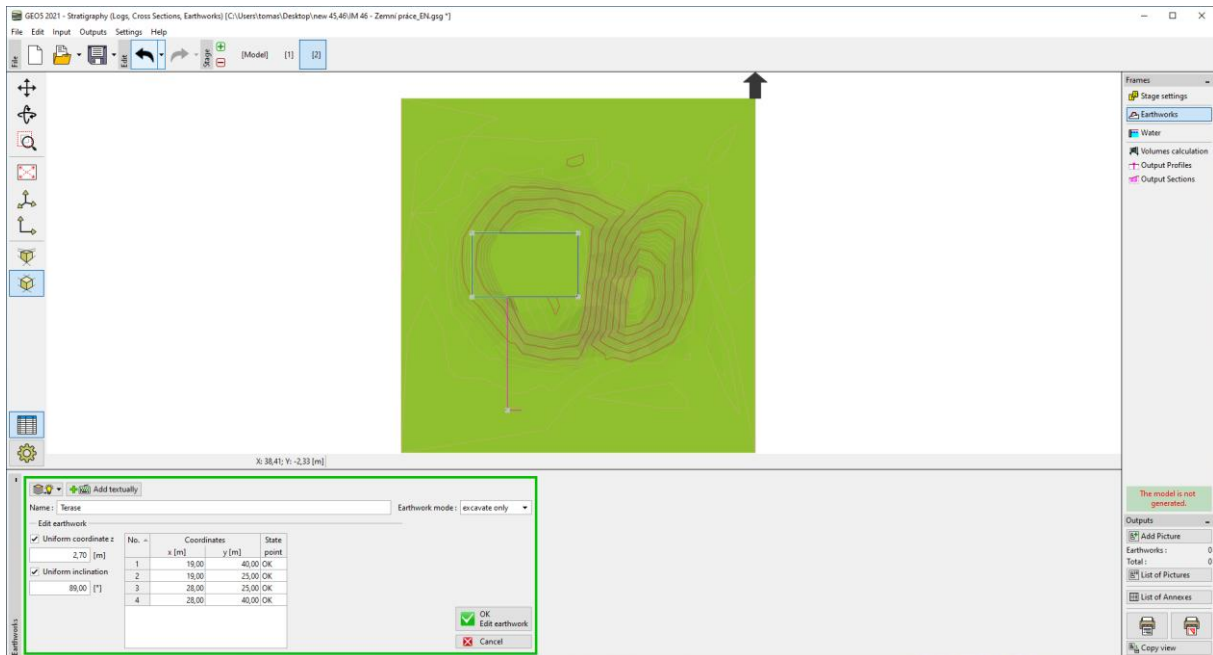 GEO5 2021 - Stratigraphy (Logs, Cross Sections, Earthworks) [C:\Users\tomas\Desktop\new 45,46\JM 46 - Zemní práce_EN.gsg *]
File Edit Input Outputs Settings Help
File
Edit
Stage
[Model] [1] [2]
Frames
Stage settings
Earthworks
Water
Volumes calculation
Output Profiles
Output Sections
X: 38,41; Y: -2,33 [m]
Add textually
Name : Terase
Earthwork mode : excavate only
Edit earthwork
Uniform coordinate z
2,70 [m]
Uniform inclination
89,00 [°]
No. Coordinates State
x [m] y [m] point
1 19,00 40,00 OK
2 19,00 25,00 OK
3 28,00 25,00 OK
4 28,00 40,00 OK
OK
Edit earthwork
Cancel
Earthworks
The model is not
generated.
Outputs
Add Picture
Earthworks : 0
Total : 0
List of Pictures
List of Annexes
Copy view